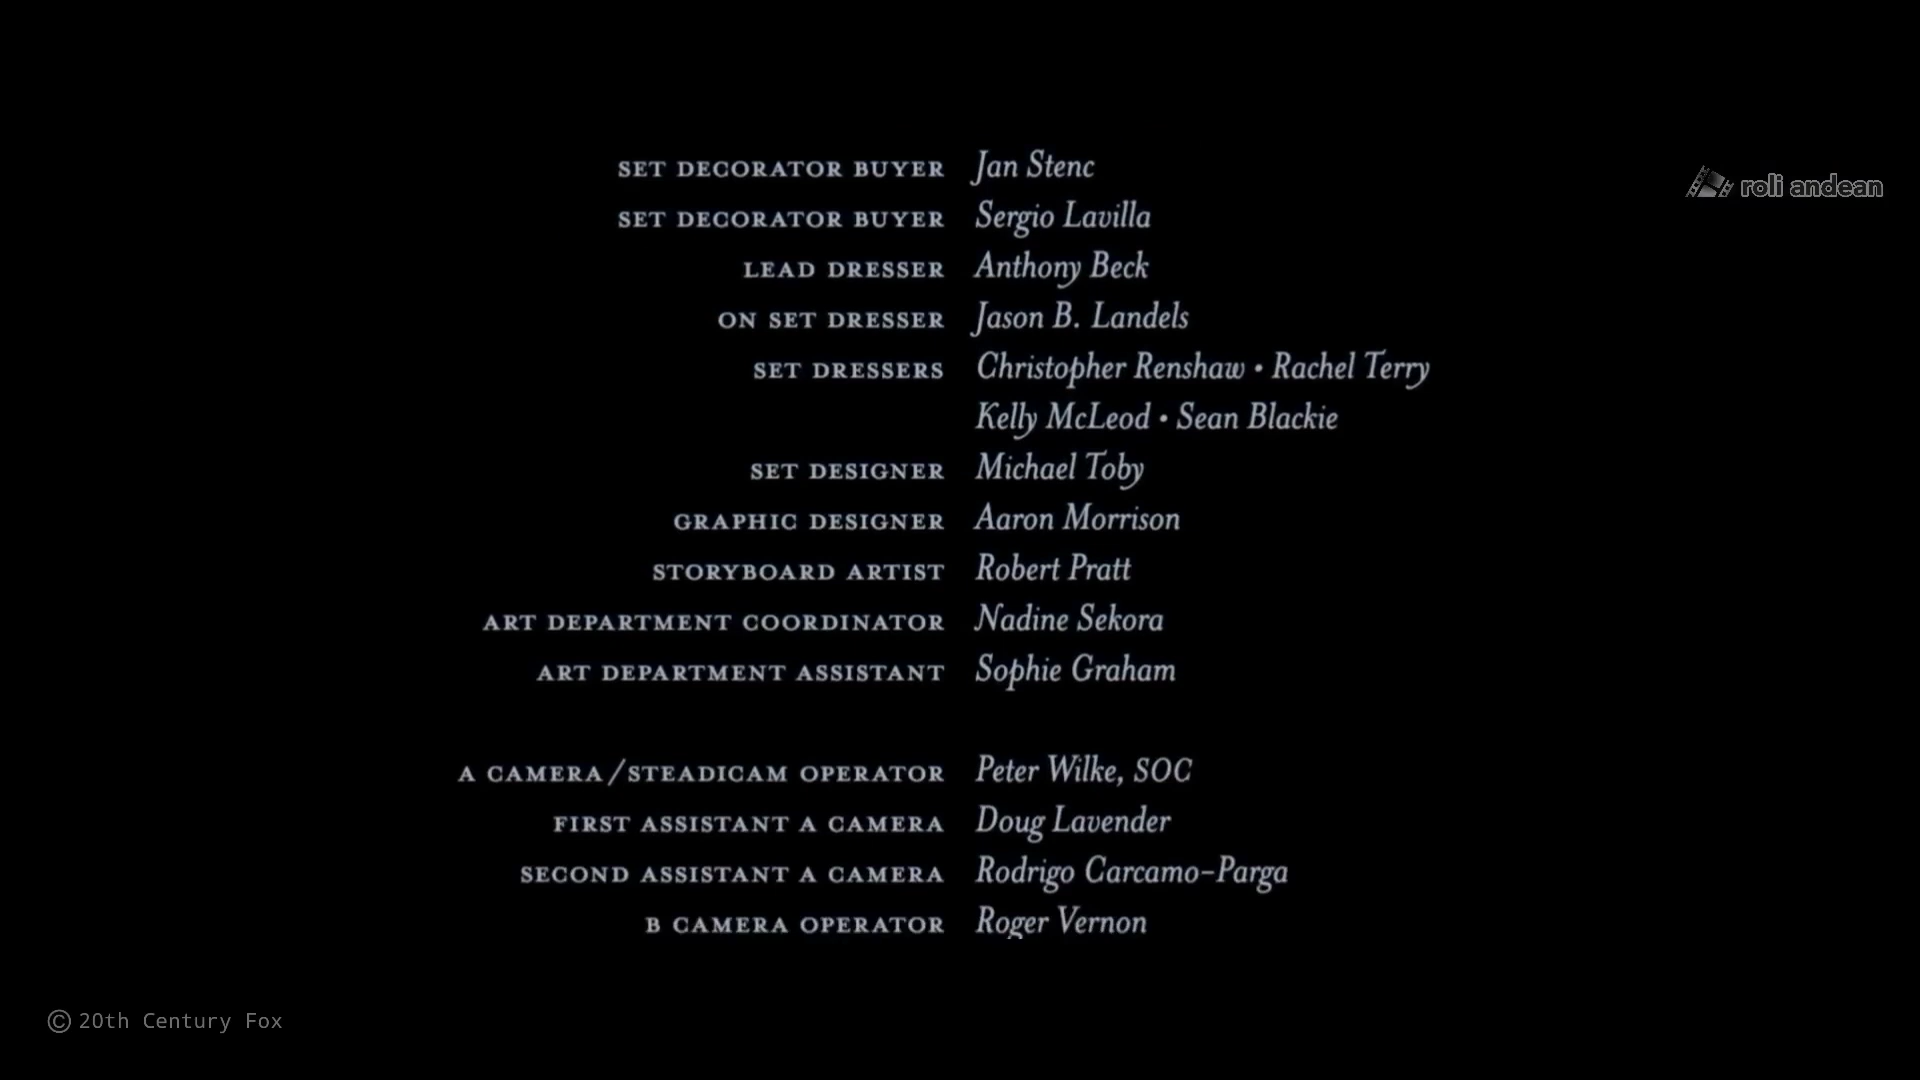 SET DECORATOR BUYER Jan Stenc
roli andean
SET DECORATOR BUYER Sergio Lavilla
LEAD DRESSER Anthony Beck
ON SET DRESSER Jason B. Landels
SET DRESSERS Christopher Renshaw • Rachel Terry
Kelly McLeod • Sean Blackie
SET DESIGNER Michael Toby
GRAPHIC DESIGNER Aaron Morrison
STORYBOARD ARTIST Robert Pratt
ART DEPARTMENT COORDINATOR Nadine Sekora
ART DEPARTMENT ASSISTANT Sophie Graham
A CAMERA/STEADICAM OPERATOR Peter Wilke, SOC
FIRST ASSISTANT A CAMERA Doug Lavender
SECOND ASSISTANT A CAMERA Rodrigo Carcamo-Parga
B CAMERA OPERATOR Roger Vernon
© 20th Century Fox